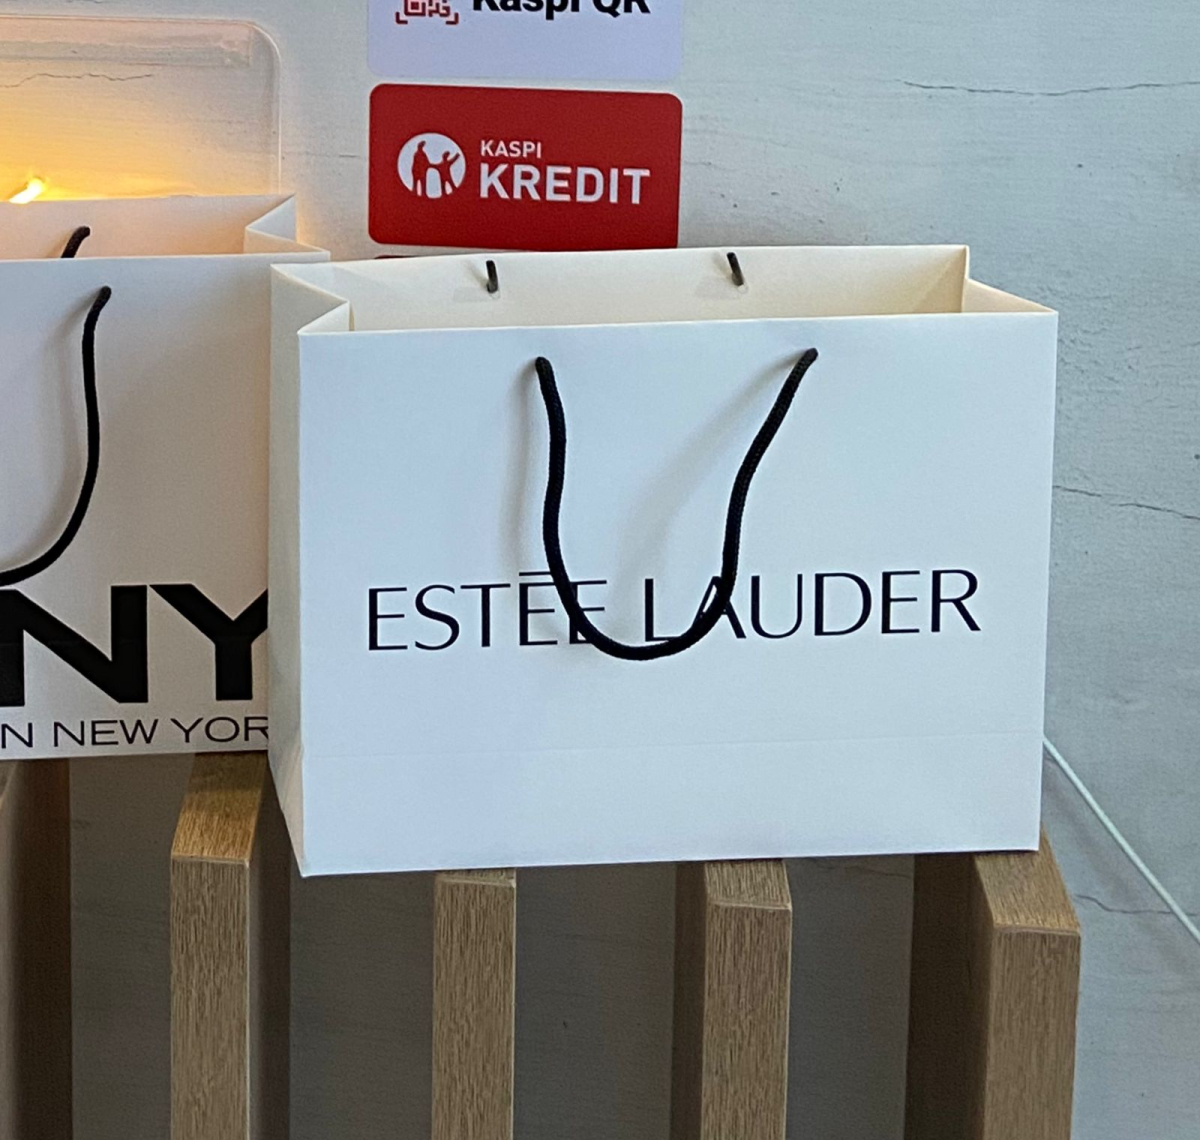 Kaspi QR
KASPI
KREDIT
ESTĒE LAUDER
NY
N NEW YOR